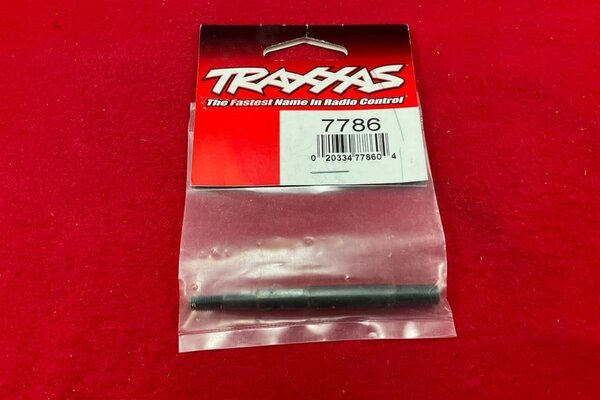 TRAXXAS
The Fastest Name In Radio Control
7786
0 20334 77860 4